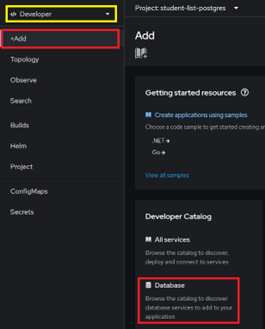 </> Developer
+Add
Topology
Observe
Search
Builds
Helm
Project
ConfigMaps
Secrets
Project: student-list-postgres
Add
Getting started resources
Create applications using samples
Choose a code sample to get started creating a
.NET →
Go →
View all samples
Developer Catalog
All services
Browse the catalog to discover,
deploy and connect to services
Database
Browse the catalog to discover
database services to add to your
application